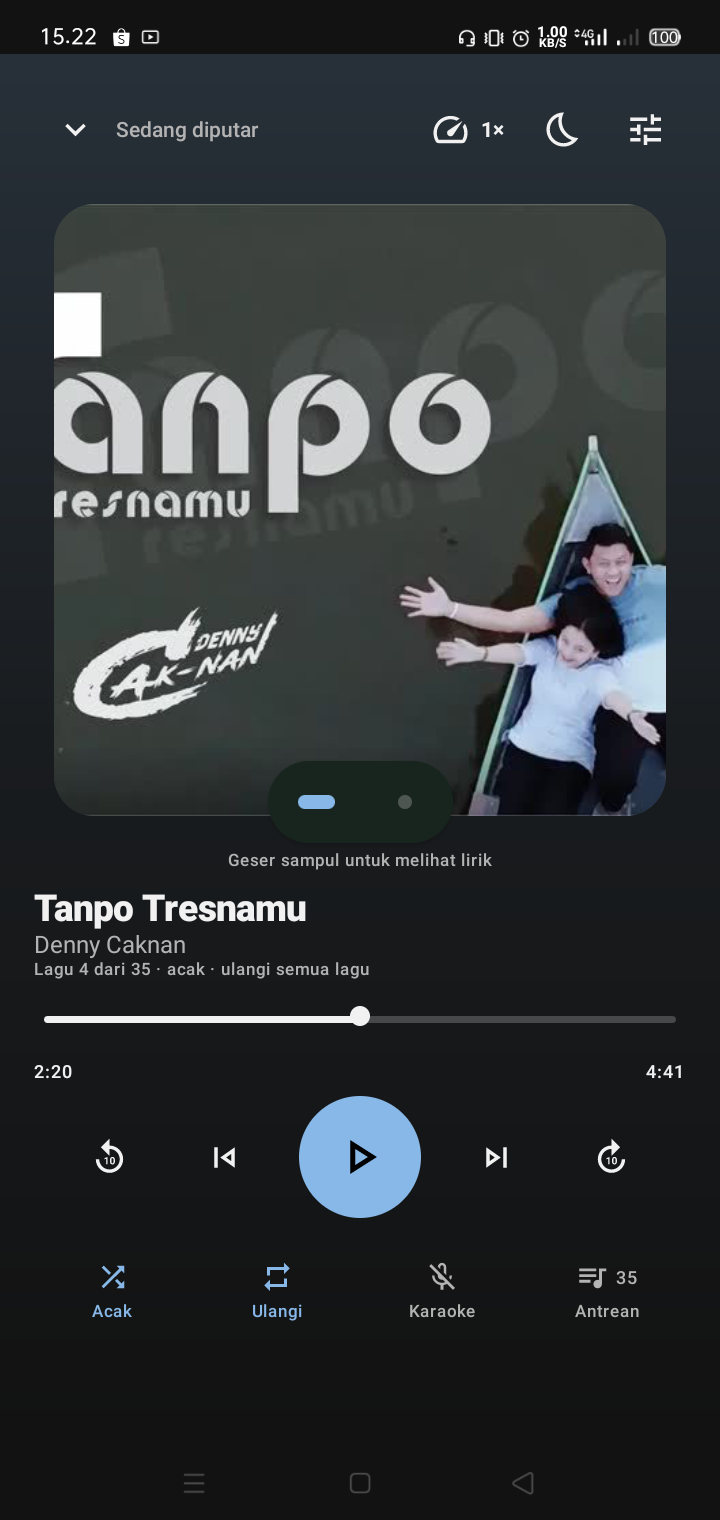 15.22
1.00
KB/S
4G
100
Sedang diputar
1×
anpo
resnamu
DENNY
CAK-NAN
Geser sampul untuk melihat lirik
Tanpo Tresnamu
Denny Caknan
Lagu 4 dari 35 · acak · ulangi semua lagu
2:20
4:41
10
10
35
Acak
Ulangi
Karaoke
Antrean